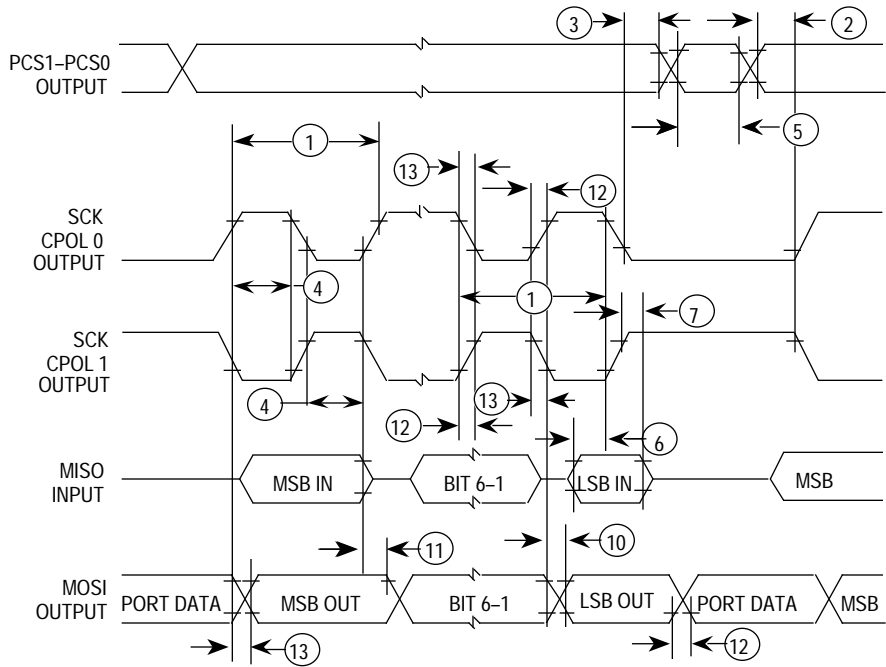 3
2
PCS1–PCS0
OUTPUT
5
1
13
12
SCK
CPOL 0
OUTPUT
4
1
7
SCK
CPOL 1
OUTPUT
4
12
13
6
MISO
INPUT
MSB IN
BIT 6–1
LSB IN
MSB
11
10
MOSI
OUTPUT
PORT DATA
MSB OUT
BIT 6–1
LSB OUT
PORT DATA
MSB
13
12